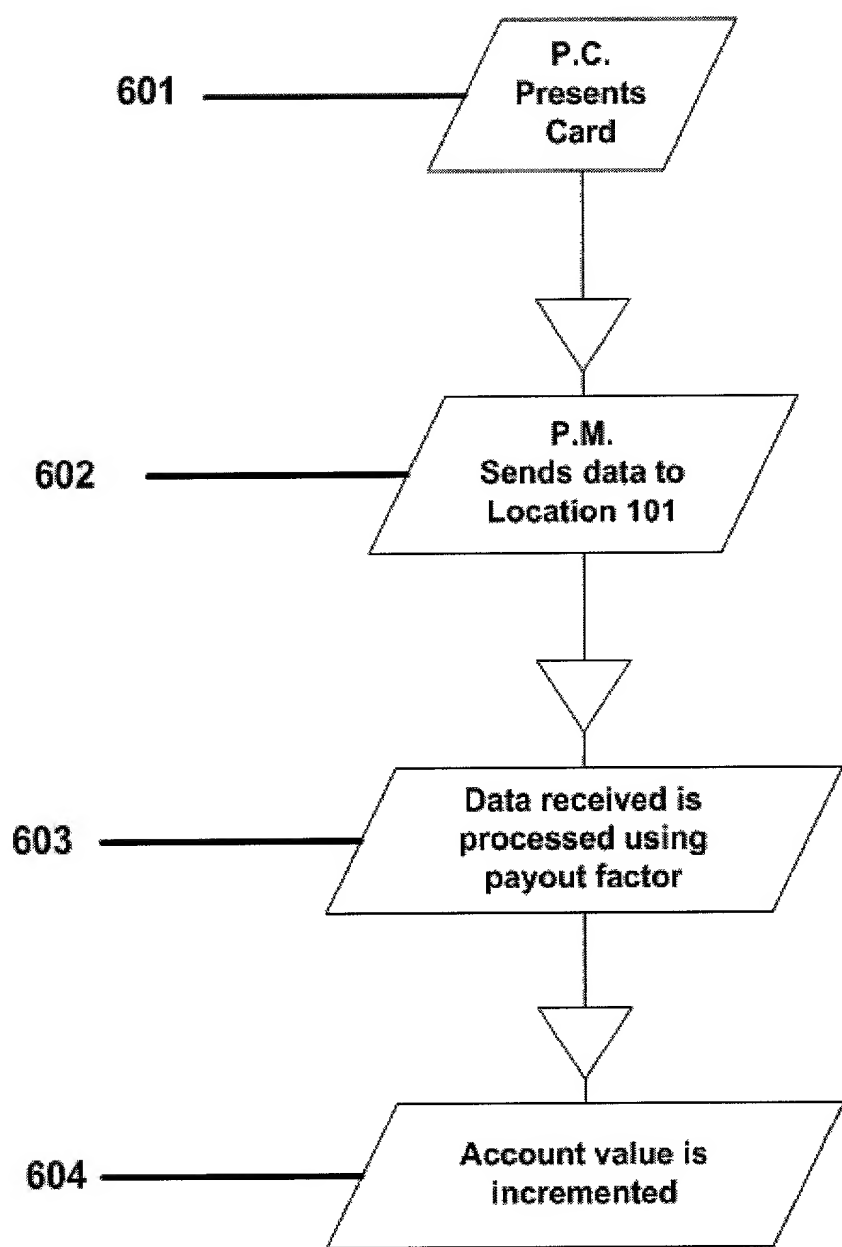 601
P.C.
Presents
Card
602
P.M.
Sends data to
Location 101
603
Data received is
processed using
payout factor
604
Account value is
incremented